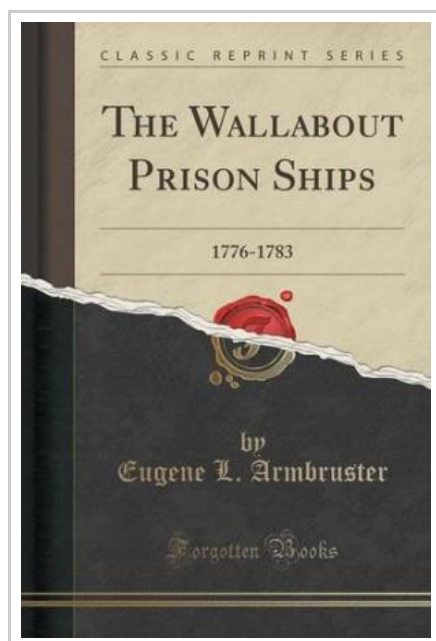 CLASSIC REPRINT SERIES
THE WALLABOUT
PRISON SHIPS
1776-1783
by
Eugene L. Armbruster
Forgotten Books